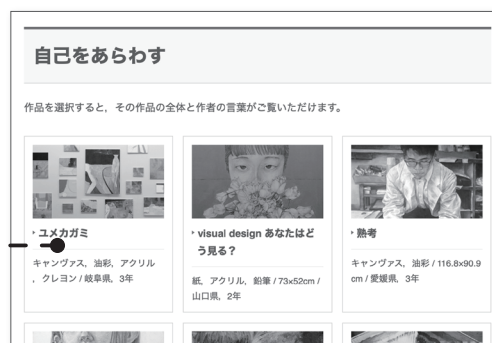 自己をあらわす
作品を選択すると，その作品の全体と作者の言葉がご覧いただけます。
ユメカガミ
キャンヴァス，油彩，アクリル
，クレヨン / 岐阜県，3年
visual design あなたはど
う見る？
紙，アクリル，鉛筆 / 73×52cm /
山口県，2年
熟考
キャンヴァス，油彩 / 116.8×90.9
cm / 愛媛県，3年